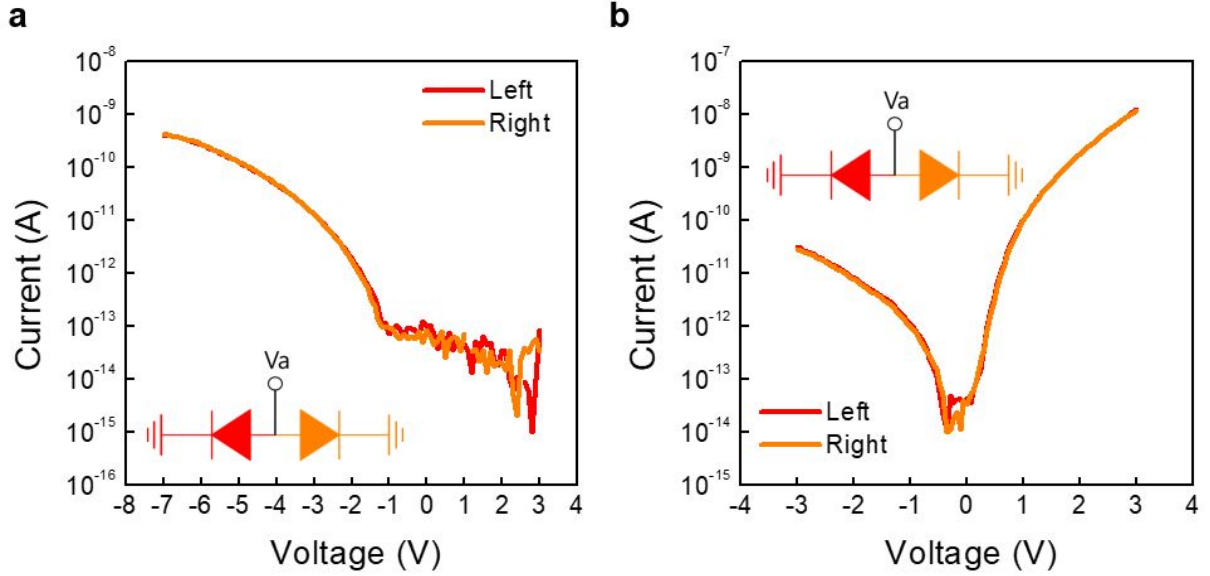 a
10⁻⁸
10⁻⁹
10⁻¹⁰
10⁻¹¹
10⁻¹²
10⁻¹³
10⁻¹⁴
10⁻¹⁵
10⁻¹⁶
Current (A)
Left
Right
Va
-8 -7 -6 -5 -4 -3 -2 -1 0 1 2 3 4
Voltage (V)
b
10⁻⁷
10⁻⁸
10⁻⁹
10⁻¹⁰
10⁻¹¹
10⁻¹²
10⁻¹³
10⁻¹⁴
10⁻¹⁵
Current (A)
Va
Left
Right
-4 -3 -2 -1 0 1 2 3 4
Voltage (V)